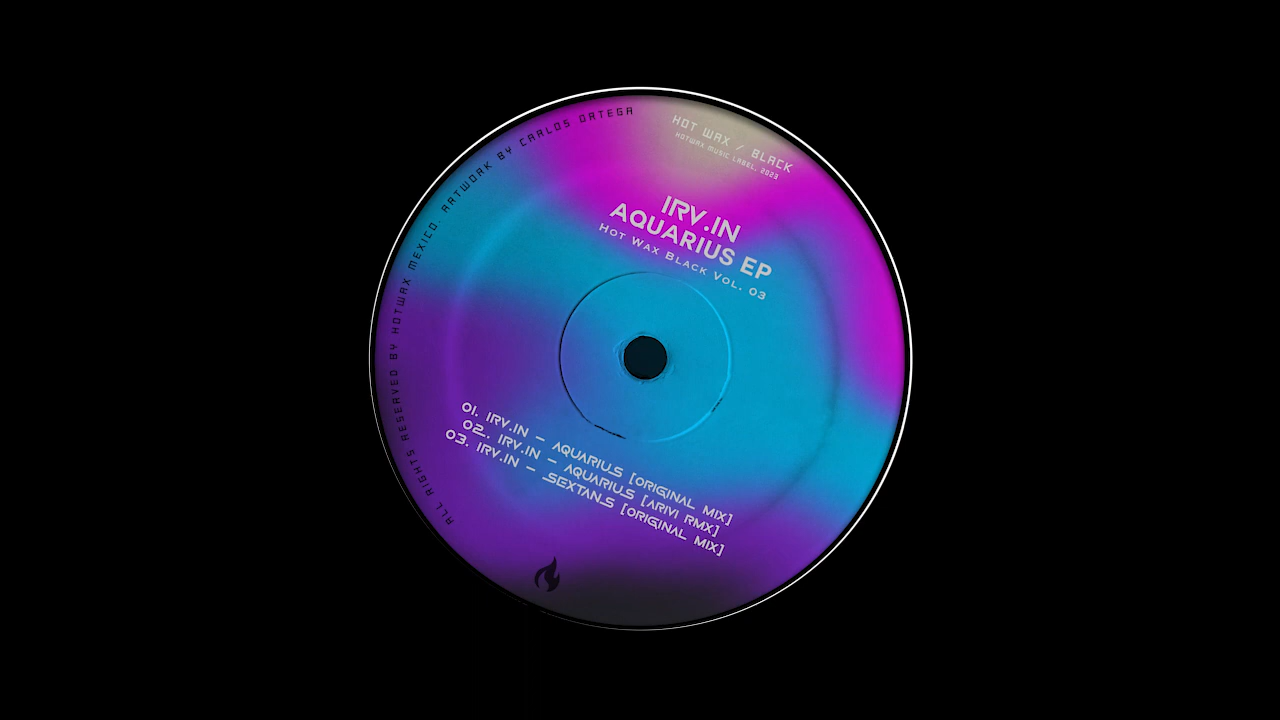 HOT WAX / BLACK
HOTWAX MUSIC LABEL, 2023
IRV.IN
AQUARIUS EP
HOT WAX BLACK VOL. 03
01. IRV.IN – AQUARIUS [ORIGINAL MIX]
02. IRV.IN – AQUARIUS [ARIVI RMX]
03. IRV.IN – SEXTANS [ORIGINAL MIX]
ALL RIGHTS RESERVED BY HOTWAX MEXICO. ARTWORK BY CARLOS ORTEGA